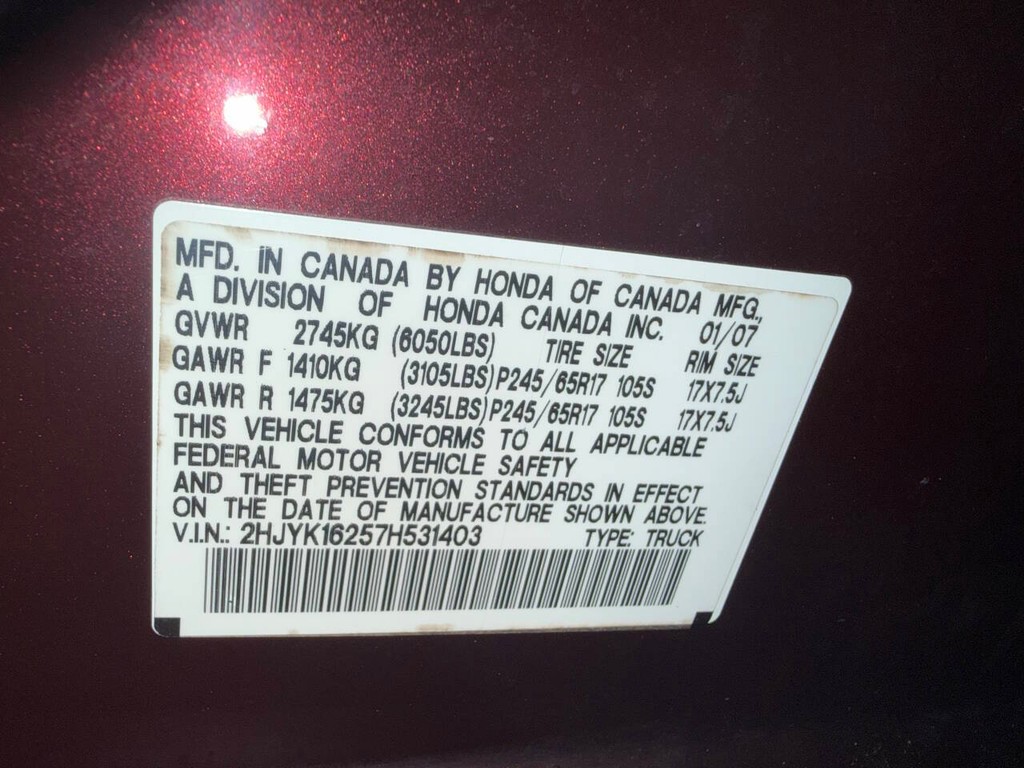 MFD. IN CANADA BY HONDA OF CANADA MFG.,
A DIVISION OF HONDA CANADA INC. 01/07
GVWR 2745KG (6050LBS) TIRE SIZE RIM SIZE
GAWR F 1410KG (3105LBS) P245/65R17 105S 17X7.5J
GAWR R 1475KG (3245LBS) P245/65R17 105S 17X7.5J
THIS VEHICLE CONFORMS TO ALL APPLICABLE
FEDERAL MOTOR VEHICLE SAFETY
AND THEFT PREVENTION STANDARDS IN EFFECT
ON THE DATE OF MANUFACTURE SHOWN ABOVE.
V.I.N.: 2HJYK16257H531403 TYPE: TRUCK